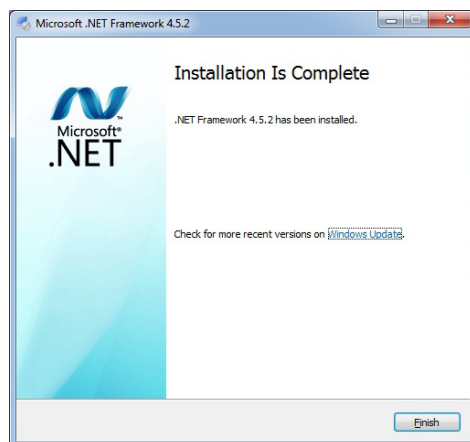 Microsoft .NET Framework 4.5.2
Installation Is Complete
.NET Framework 4.5.2 has been installed.
Microsoft®
.NET
Check for more recent versions on Windows Update.
Finish